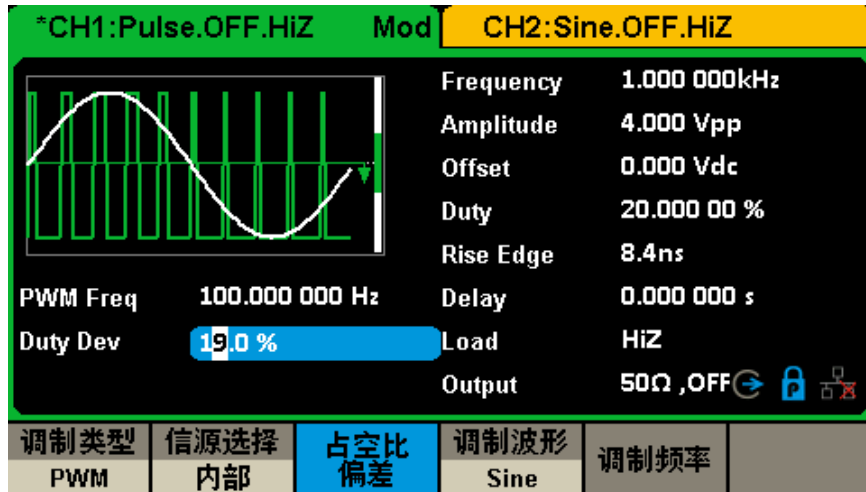 *CH1:Pulse.OFF.HiZ Mod
CH2:Sine.OFF.HiZ
Frequency 1.000 000kHz
Amplitude 4.000 Vpp
Offset 0.000 Vdc
Duty 20.000 00 %
Rise Edge 8.4ns
PWM Freq 100.000 000 Hz
Delay 0.000 000 s
Duty Dev 19.0 %
Load HiZ
Output 50Ω ,OFF
P
调制类型
PWM
信源选择
内部
占空比
偏差
调制波形
Sine
调制频率